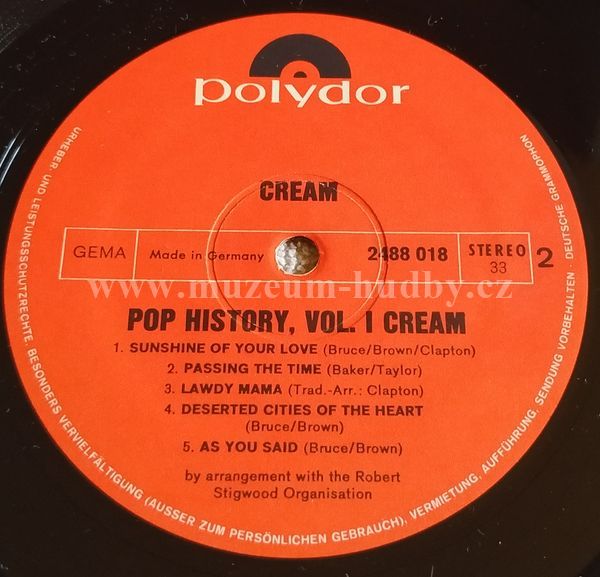 polydor
CREAM
GEMA
Made in Germany
2488 018
STEREO
33
2
www.muzeum-hudby.cz
POP HISTORY, VOL. I CREAM
1. SUNSHINE OF YOUR LOVE (Bruce/Brown/Clapton)
2. PASSING THE TIME (Baker/Taylor)
3. LAWDY MAMA (Trad.-Arr.: Clapton)
4. DESERTED CITIES OF THE HEART
(Bruce/Brown)
5. AS YOU SAID (Bruce/Brown)
by arrangement with the Robert
Stigwood Organisation
URHEBER- UND LEISTUNGSSCHUTZRECHTE, BESONDERS VERVIELFÄLTIGUNG (AUSSER ZUM PERSÖNLICHEN GEBRAUCH), VERMIETUNG, AUFFÜHRUNG, SENDUNG VORBEHALTEN DEUTSCHE GRAMMOPHON